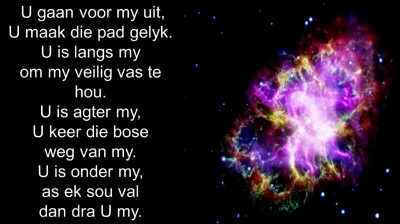 U gaan voor my uit,
U maak die pad gelyk.
U is langs my
om my veilig vas te
hou.
U is agter my,
U keer die bose
weg van my.
U is onder my,
as ek sou val
dan dra U my.